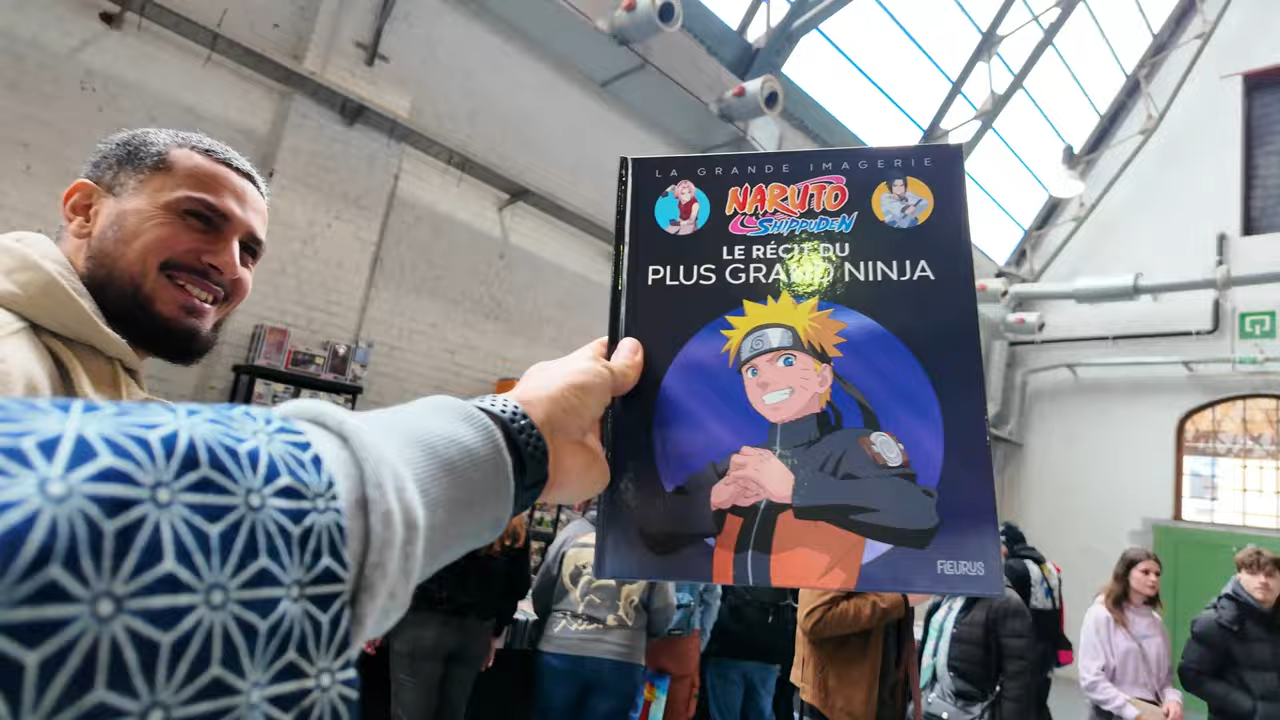 LA GRANDE IMAGERIE
NARUTO
SHIPPUDEN
LE RÉCIT DU
PLUS GRAND NINJA
FLEURUS